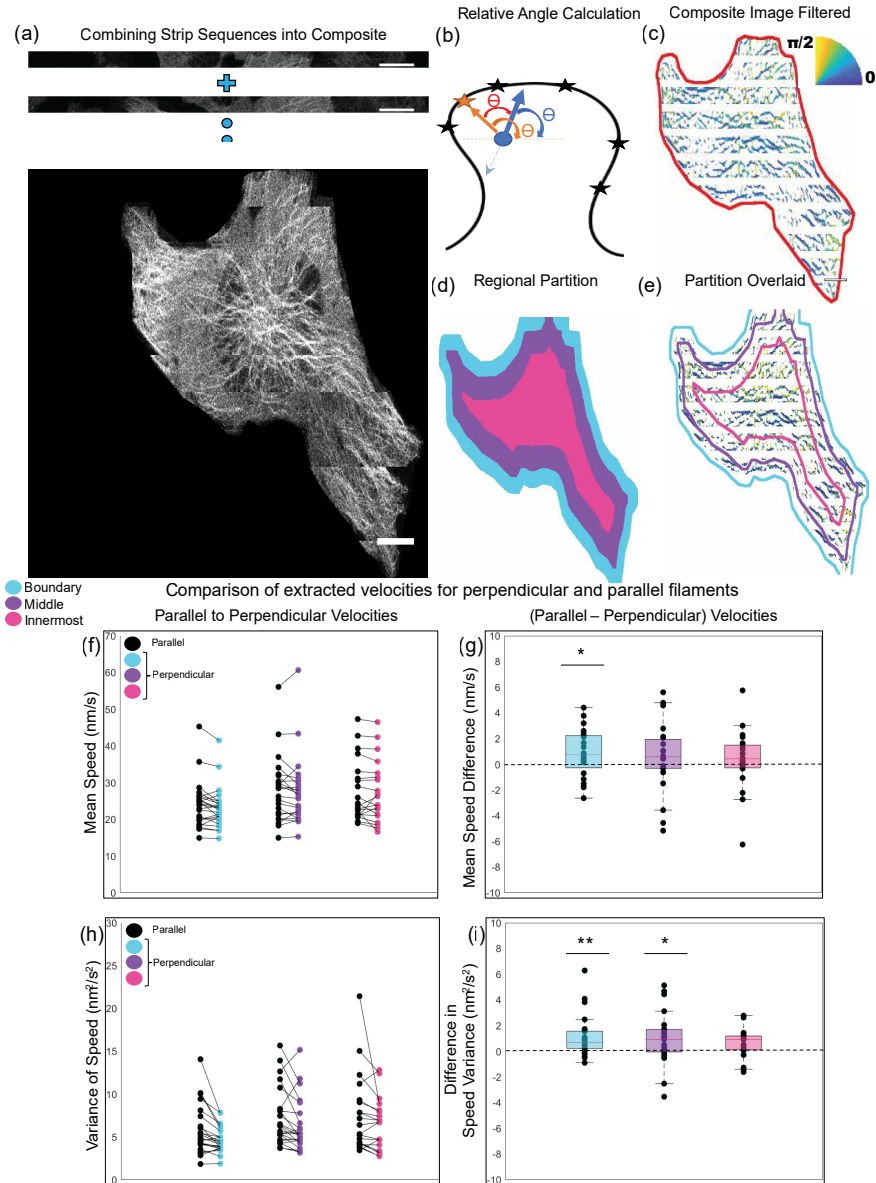 (a)
Combining Strip Sequences into Composite
Relative Angle Calculation
(b)
Θ
Θ
Θ
Composite Image Filtered
(c)
π/2
0
(d)
Regional Partition
(e)
Partition Overlaid
Boundary
Middle
Innermost
Comparison of extracted velocities for perpendicular and parallel filaments
Parallel to Perpendicular Velocities
(Parallel – Perpendicular) Velocities
(f)
Parallel
Perpendicular
Mean Speed (nm/s)
70
60
50
40
30
20
10
0
(g)
*
Mean Speed Difference (nm/s)
10
8
6
4
2
0
-2
-4
-6
-8
-10
(h)
Parallel
Perpendicular
Variance of Speed (nm²/s²)
30
25
20
15
10
5
0
(i)
**
*
Difference in
Speed Variance (nm²/s²)
10
8
6
4
2
0
-2
-4
-6
-8
-10